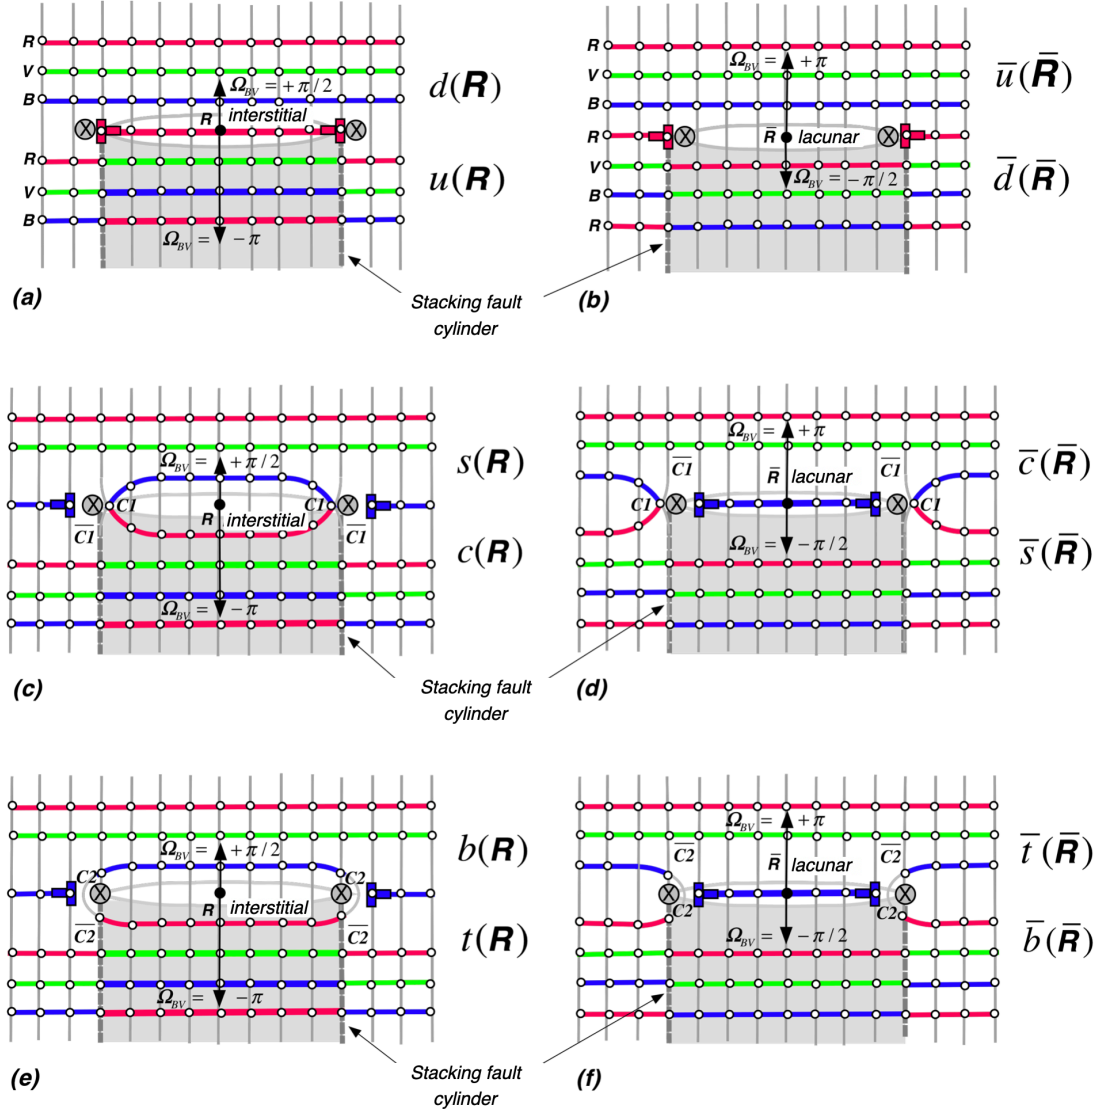 R
V
B
R
V
B
Ω_BV = +π/2
R interstitial
Ω_BV = −π
d(R)
u(R)
(a)
R
V
B
R
V
B
R
Ω_BV = +π
R̄ lacunar
Ω_BV = −π/2
ū(R̄)
d̄(R̄)
(b)
Stacking fault
cylinder
Ω_BV = +π/2
C1 C1
R interstitial
C̅1̅ C̅1̅
Ω_BV = −π
s(R)
c(R)
(c)
Ω_BV = +π
C̅1̅ C̅1̅
R̄ lacunar
C1 C1
Ω_BV = −π/2
c̄(R̄)
s̄(R̄)
(d)
Stacking fault
cylinder
Ω_BV = +π/2
C2 C2
R interstitial
C̅2̅ C̅2̅
Ω_BV = −π
b(R)
t(R)
(e)
Ω_BV = +π
C̅2̅ C̅2̅
R̄ lacunar
C2 C2
Ω_BV = −π/2
t̄(R̄)
b̄(R̄)
(f)
Stacking fault
cylinder